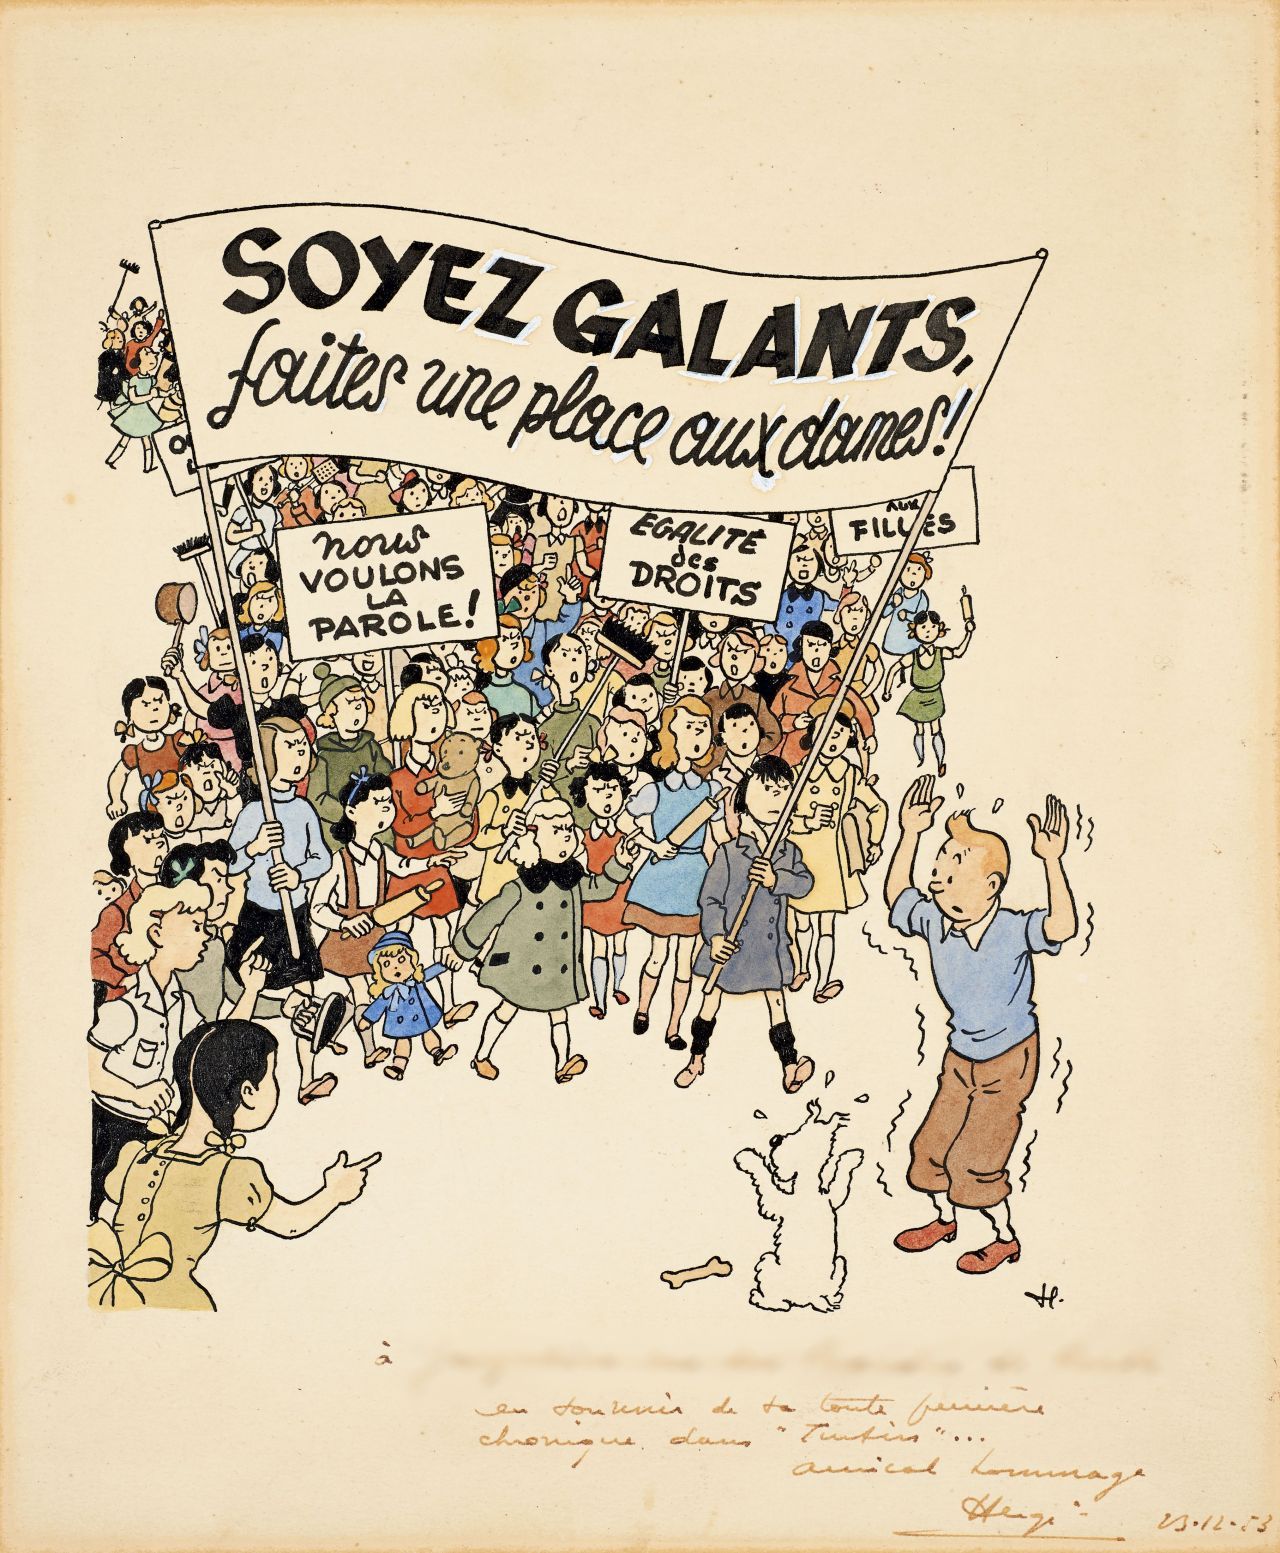 SOYEZ GALANTS,
faites une place aux dames!
nous
VOULONS
LA
PAROLE!
EGALITÉ
des
DROITS
AUX
FILLES
H.
à
en souvenir de sa toute première
chronique dans "Tintin"...
amical hommage
Hergé
23.12.53